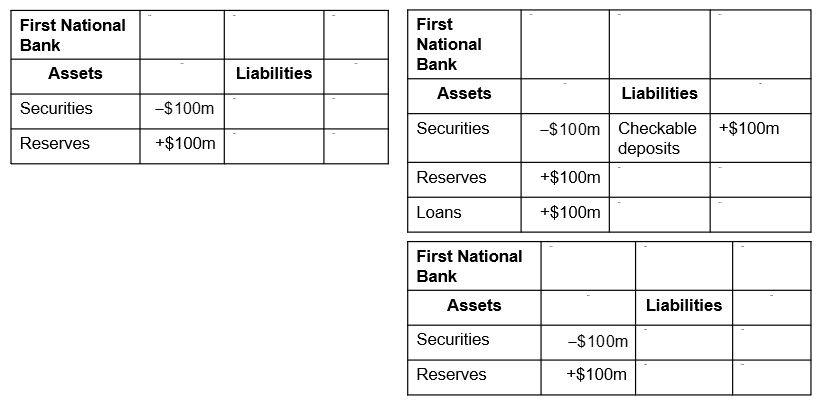 First National
Bank
Assets Liabilities
Securities –$100m
Reserves +$100m
First
National
Bank
Assets Liabilities
Securities –$100m Checkable +$100m
deposits
Reserves +$100m
Loans +$100m
First National
Bank
Assets Liabilities
Securities –$100m
Reserves +$100m